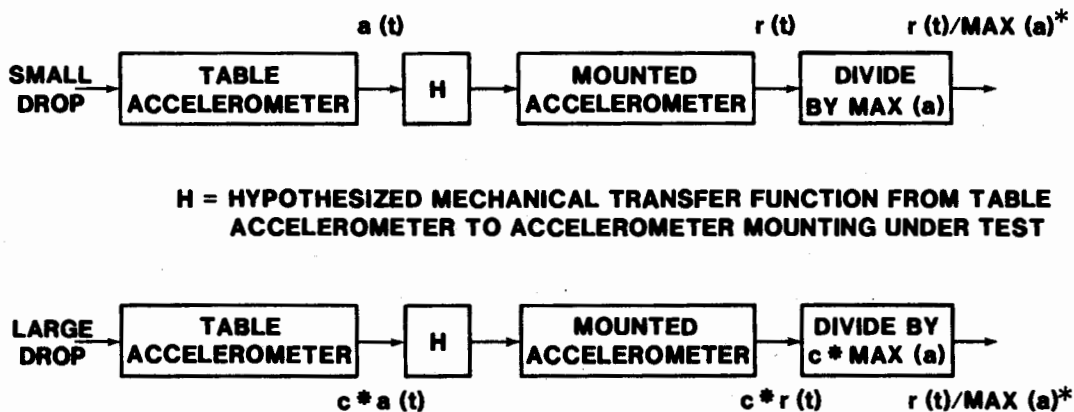 a (t) r (t) r (t)/MAX (a)*
SMALL DROP
TABLE ACCELEROMETER
H
MOUNTED ACCELEROMETER
DIVIDE BY MAX (a)
H = HYPOTHESIZED MECHANICAL TRANSFER FUNCTION FROM TABLE
ACCELEROMETER TO ACCELEROMETER MOUNTING UNDER TEST
LARGE DROP
TABLE ACCELEROMETER
H
MOUNTED ACCELEROMETER
DIVIDE BY c * MAX (a)
c * a (t) c * r (t) r (t)/MAX (a)*